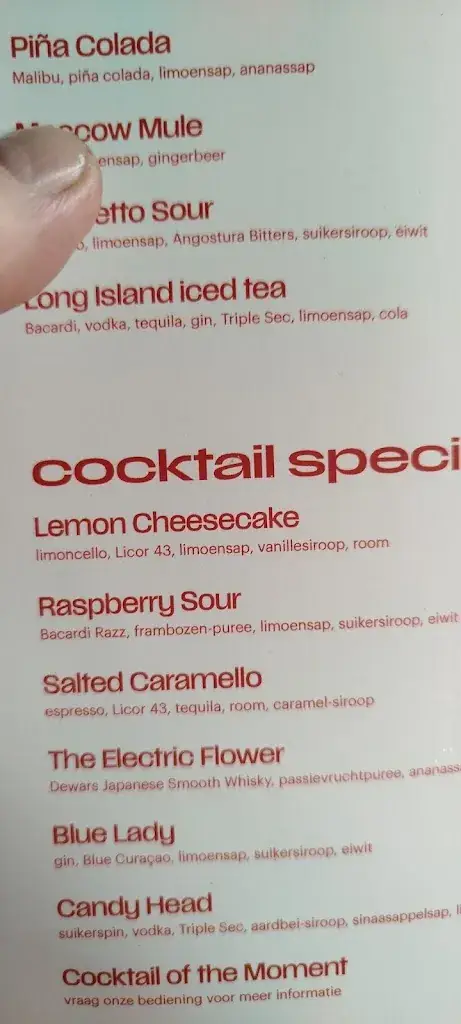 Piña Colada
Malibu, piña colada, limoensap, ananassap
Mule
gingerbeer
Sour
limoensap, Angostura Bitters, suikersiroop, eiwit
Long Island iced tea
Bacardi, vodka, tequila, gin, Triple Sec, limoensap, cola
cocktail
Lemon Cheesecake
limoncello, Licor 43, limoensap, vanillesiroop, room
Raspberry Sour
Bacardi Razz, frambozen-puree, limoensap, suikersiroop, eiwit
Salted Caramello
espresso, Licor 43, tequila, room, caramel-siroop
The Electric Flower
Dewars Japanese Smooth Whisky, passievruchtpuree,
Blue Lady
gin, Blue Curaçao, limoensap, suikersiroop, eiwit
Candy Head
suikerspin, vodka, Triple Sec, aardbei-siroop, sinaasappelsap,
Cocktail of the Moment
vraag onze bediening voor meer informatie